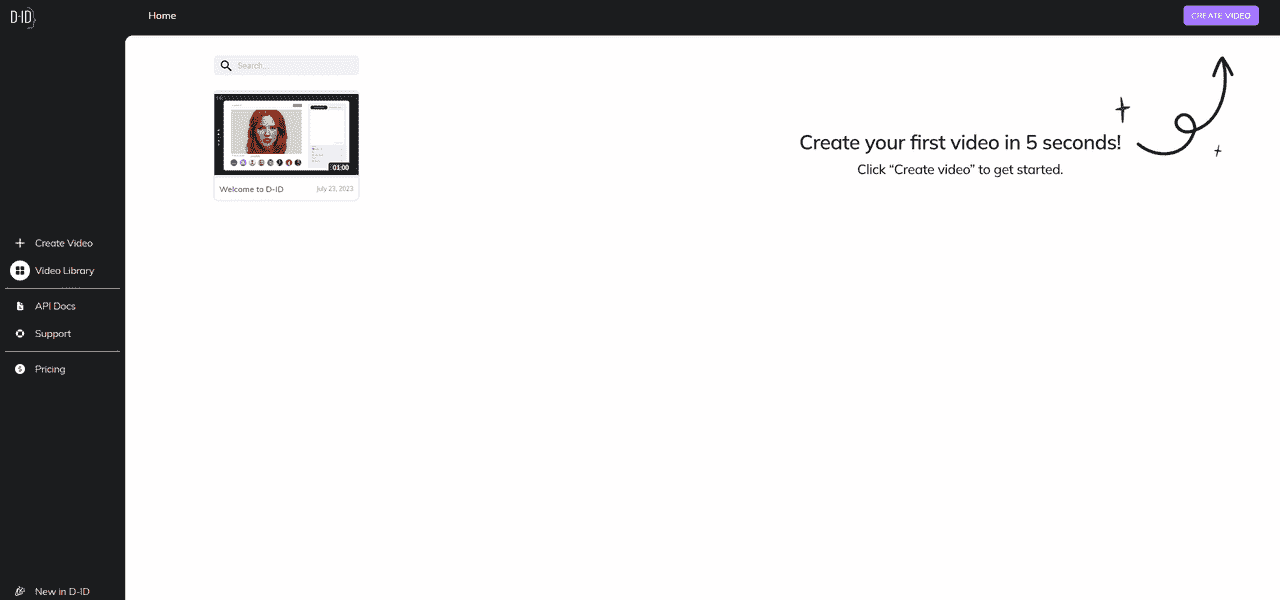 D-ID
Home
CREATE VIDEO
Search...
01:00
Welcome to D-ID
July 23, 2023
Create your first video in 5 seconds!
Click “Create video” to get started.
Create Video
Video Library
API Docs
Support
Pricing
New in D-ID